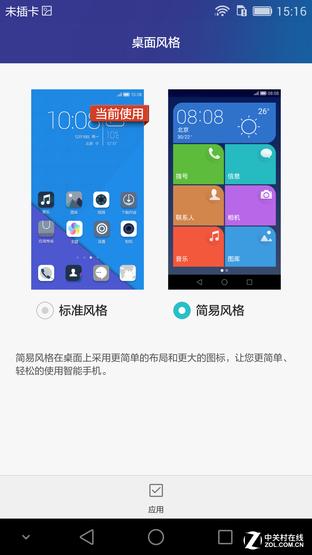 未插卡 15:16
桌面风格
10:08
当前使用
08:08
北京
30/22°
26°
拨号
信息
联系人
相机
音乐
图库
标准风格
简易风格
简易风格在桌面上采用更简单的布局和更大的图标，让您更简单、
轻松的使用智能手机。
应用
Z 中关村在线
ZOL.COM.CN